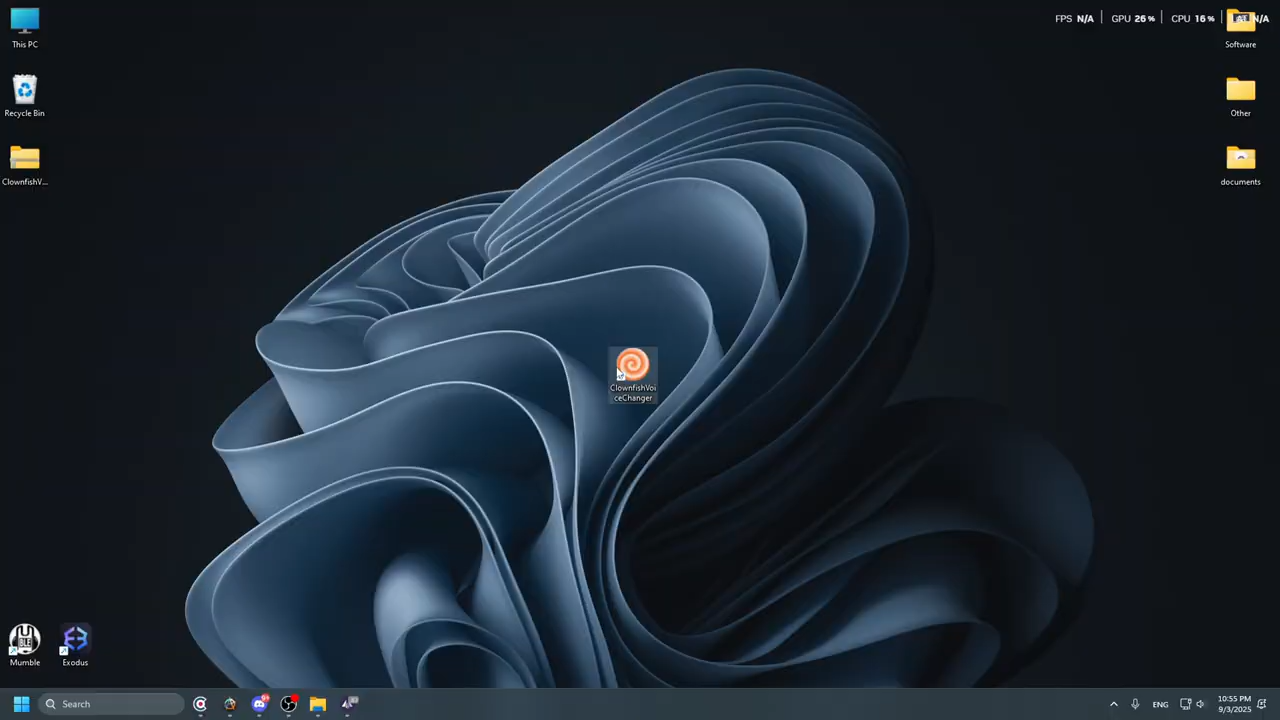 This PC
Recycle Bin
ClownfishV...
FPS N/A
GPU 26 %
CPU 16 %
N/A
Software
Other
documents
ClownfishVoi
ceChanger
Mumble
Exodus
Search
ENG
10:55 PM
9/3/2025